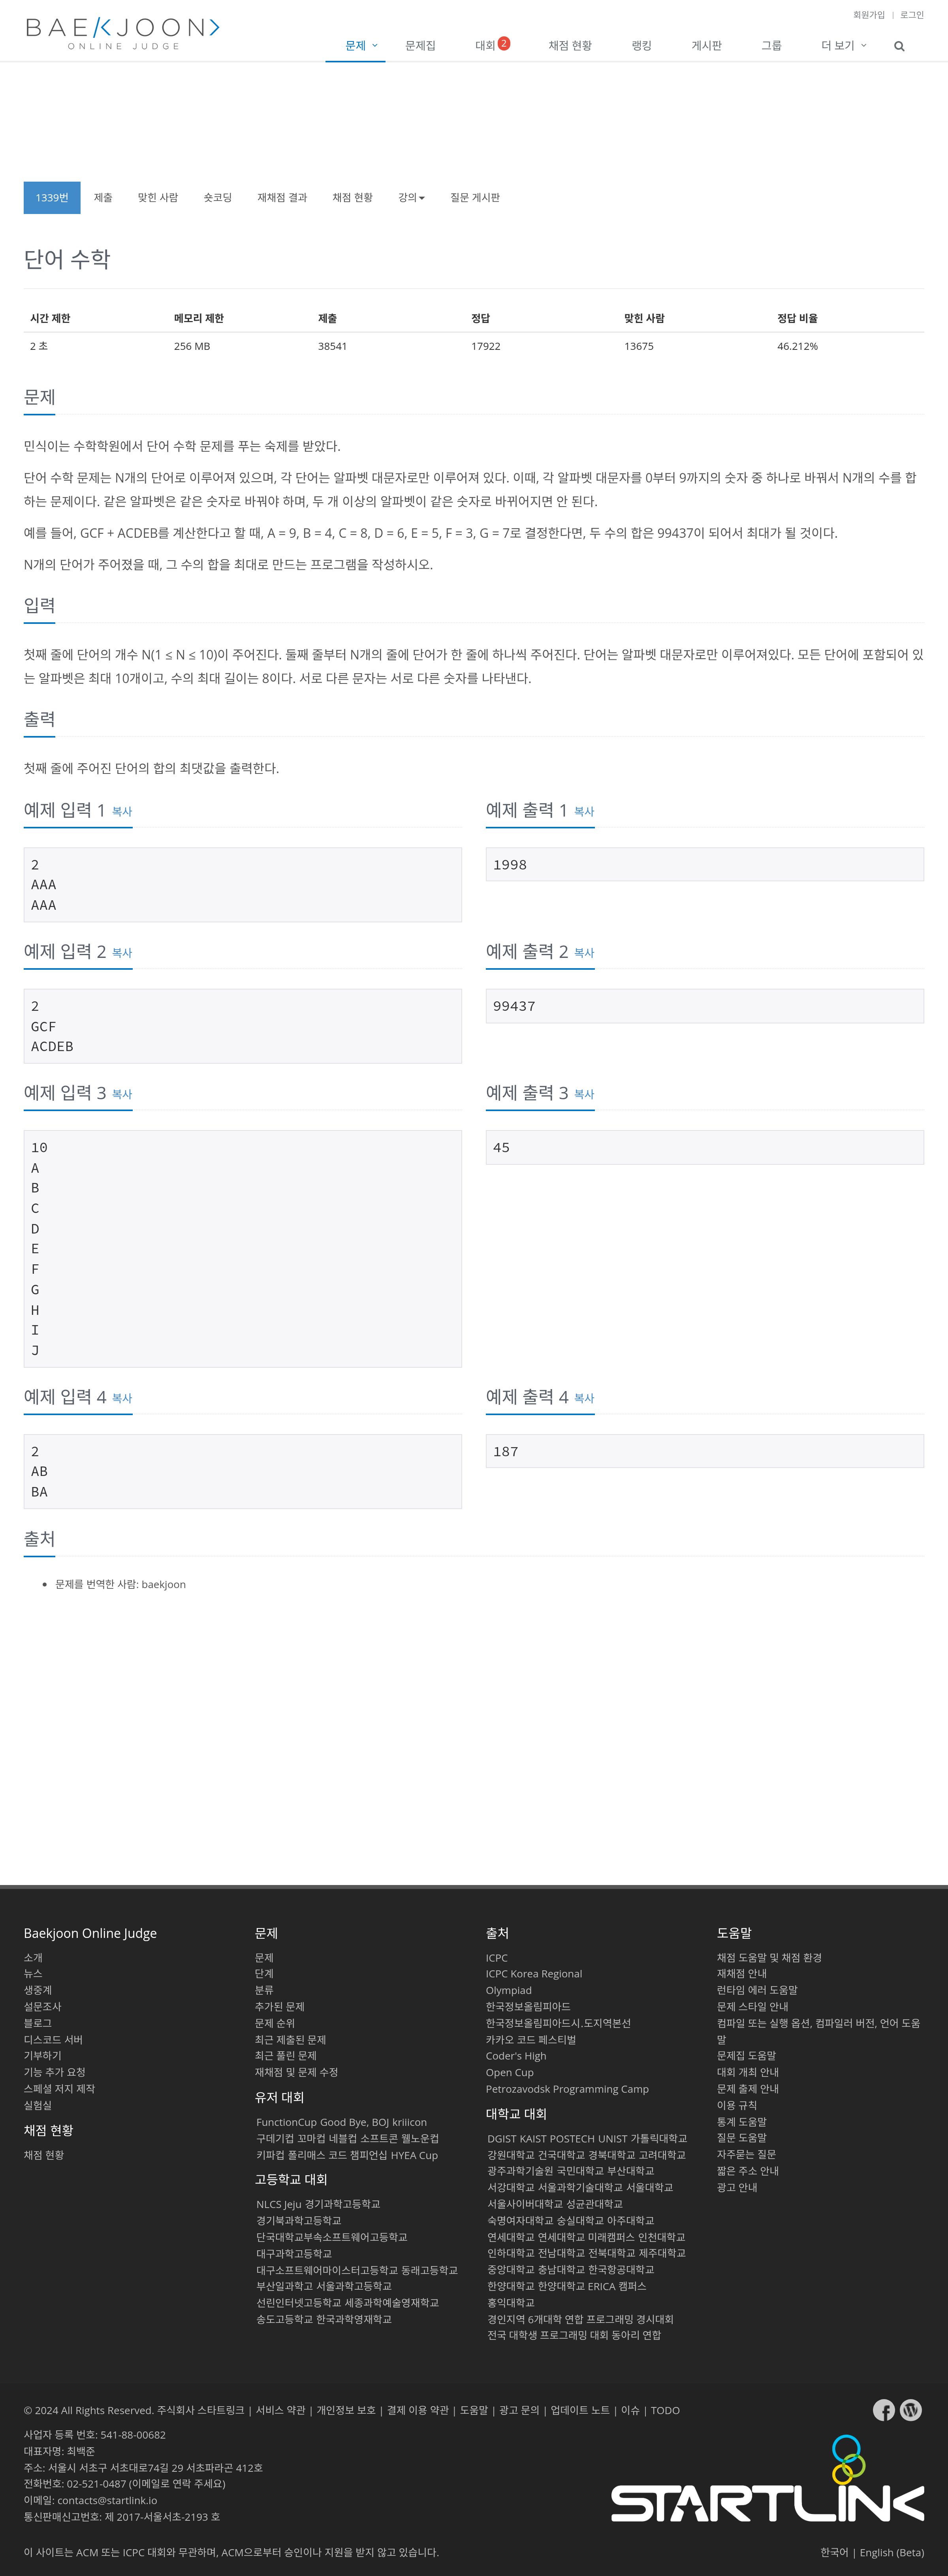 회원가입 | 로그인
BAEKJOON>
ONLINE JUDGE
문제 문제집 대회 2 채점 현황 랭킹 게시판 그룹 더 보기
1339번 제출 맞힌 사람 숏코딩 재채점 결과 채점 현황 강의 질문 게시판
단어 수학
시간 제한 메모리 제한 제출 정답 맞힌 사람 정답 비율
2 초 256 MB 38541 17922 13675 46.212%
문제
민식이는 수학학원에서 단어 수학 문제를 푸는 숙제를 받았다.
단어 수학 문제는 N개의 단어로 이루어져 있으며, 각 단어는 알파벳 대문자로만 이루어져 있다. 이때, 각 알파벳 대문자를 0부터 9까지의 숫자 중 하나로 바꿔서 N개의 수를 합
하는 문제이다. 같은 알파벳은 같은 숫자로 바꿔야 하며, 두 개 이상의 알파벳이 같은 숫자로 바뀌어지면 안 된다.
예를 들어, GCF + ACDEB를 계산한다고 할 때, A = 9, B = 4, C = 8, D = 6, E = 5, F = 3, G = 7로 결정한다면, 두 수의 합은 99437이 되어서 최대가 될 것이다.
N개의 단어가 주어졌을 때, 그 수의 합을 최대로 만드는 프로그램을 작성하시오.
입력
첫째 줄에 단어의 개수 N(1 ≤ N ≤ 10)이 주어진다. 둘째 줄부터 N개의 줄에 단어가 한 줄에 하나씩 주어진다. 단어는 알파벳 대문자로만 이루어져있다. 모든 단어에 포함되어 있
는 알파벳은 최대 10개이고, 수의 최대 길이는 8이다. 서로 다른 문자는 서로 다른 숫자를 나타낸다.
출력
첫째 줄에 주어진 단어의 합의 최댓값을 출력한다.
예제 입력 1 복사
2
AAA
AAA
예제 출력 1 복사
1998
예제 입력 2 복사
2
GCF
ACDEB
예제 출력 2 복사
99437
예제 입력 3 복사
10
A
B
C
D
E
F
G
H
I
J
예제 출력 3 복사
45
예제 입력 4 복사
2
AB
BA
예제 출력 4 복사
187
출처
문제를 번역한 사람: baekjoon
Baekjoon Online Judge
소개
뉴스
생중계
설문조사
블로그
디스코드 서버
기부하기
기능 추가 요청
스페셜 저지 제작
실험실
채점 현황
채점 현황
문제
문제
단계
분류
추가된 문제
문제 순위
최근 제출된 문제
최근 풀린 문제
재채점 및 문제 수정
유저 대회
FunctionCup Good Bye, BOJ kriiicon
구데기컵 꼬마컵 네블컵 소프트콘 웰노운컵
키파컵 폴리매스 코드 챔피언십 HYEA Cup
고등학교 대회
NLCS Jeju 경기과학고등학교
경기북과학고등학교
단국대학교부속소프트웨어고등학교
대구과학고등학교
대구소프트웨어마이스터고등학교 동래고등학교
부산일과학고 서울과학고등학교
선린인터넷고등학교 세종과학예술영재학교
송도고등학교 한국과학영재학교
출처
ICPC
ICPC Korea Regional
Olympiad
한국정보올림피아드
한국정보올림피아드시.도지역본선
카카오 코드 페스티벌
Coder's High
Open Cup
Petrozavodsk Programming Camp
대학교 대회
DGIST KAIST POSTECH UNIST 가톨릭대학교
강원대학교 건국대학교 경북대학교 고려대학교
광주과학기술원 국민대학교 부산대학교
서강대학교 서울과학기술대학교 서울대학교
서울사이버대학교 성균관대학교
숙명여자대학교 숭실대학교 아주대학교
연세대학교 연세대학교 미래캠퍼스 인천대학교
인하대학교 전남대학교 전북대학교 제주대학교
중앙대학교 충남대학교 한국항공대학교
한양대학교 한양대학교 ERICA 캠퍼스
홍익대학교
경인지역 6개대학 연합 프로그래밍 경시대회
전국 대학생 프로그래밍 대회 동아리 연합
도움말
채점 도움말 및 채점 환경
재채점 안내
런타임 에러 도움말
문제 스타일 안내
컴파일 또는 실행 옵션, 컴파일러 버전, 언어 도움
말
문제집 도움말
대회 개최 안내
문제 출제 안내
이용 규칙
통계 도움말
질문 도움말
자주묻는 질문
짧은 주소 안내
광고 안내
© 2024 All Rights Reserved. 주식회사 스타트링크 | 서비스 약관 | 개인정보 보호 | 결제 이용 약관 | 도움말 | 광고 문의 | 업데이트 노트 | 이슈 | TODO
사업자 등록 번호: 541-88-00682
대표자명: 최백준
주소: 서울시 서초구 서초대로74길 29 서초파라곤 412호
전화번호: 02-521-0487 (이메일로 연락 주세요)
이메일: contacts@startlink.io
통신판매신고번호: 제 2017-서울서초-2193 호
STARTLINK
이 사이트는 ACM 또는 ICPC 대회와 무관하며, ACM으로부터 승인이나 지원을 받지 않고 있습니다.
한국어 | English (Beta)